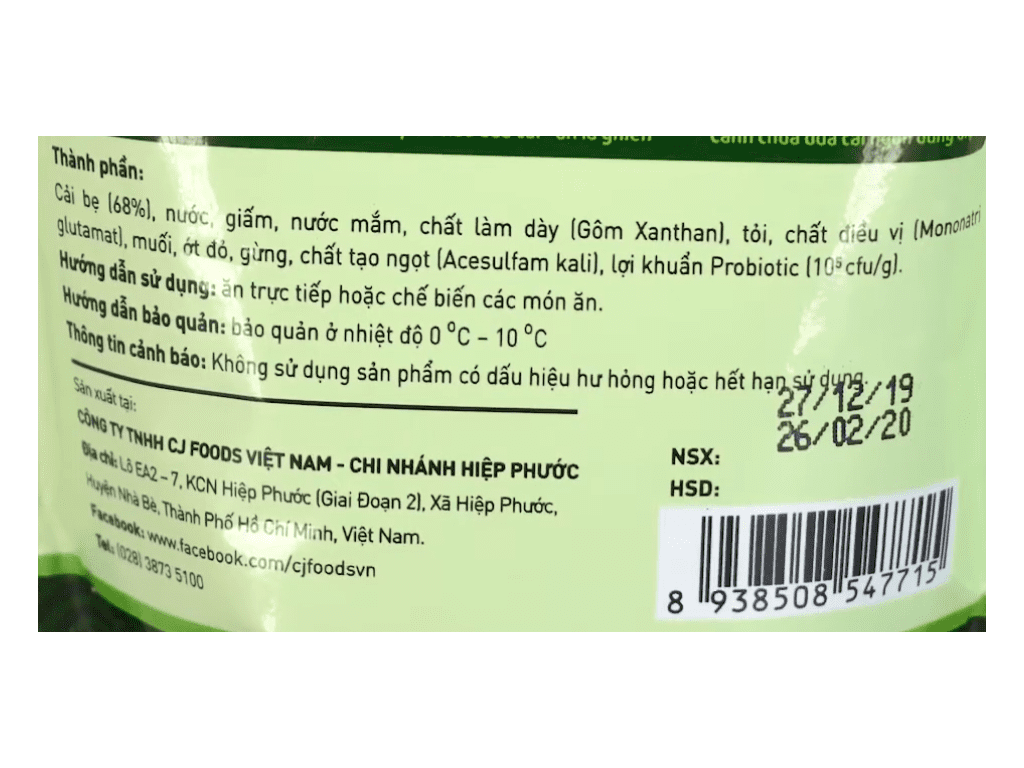 Thành phần:
Cải bẹ (68%), nước, giấm, nước mắm, chất làm dày (Gôm Xanthan), tỏi, chất điều vị (Mononatri
glutamat), muối, ớt đỏ, gừng, chất tạo ngọt (Acesulfam kali), lợi khuẩn Probiotic (10⁵cfu/g).
Hướng dẫn sử dụng: ăn trực tiếp hoặc chế biến các món ăn.
Hướng dẫn bảo quản: bảo quản ở nhiệt độ 0 °C – 10 °C
Thông tin cảnh báo: Không sử dụng sản phẩm có dấu hiệu hư hỏng hoặc hết hạn sử dụng.
Sản xuất tại:
CÔNG TY TNHH CJ FOODS VIỆT NAM - CHI NHÁNH HIỆP PHƯỚC
Địa chỉ: Lô EA2 – 7, KCN Hiệp Phước (Giai Đoạn 2), Xã Hiệp Phước,
Huyện Nhà Bè, Thành Phố Hồ Chí Minh, Việt Nam.
Facebook: www.facebook.com/cjfoodsvn
Tel: (028) 3873 5100
27/12/19
26/02/20
NSX:
HSD:
8 938508 547715